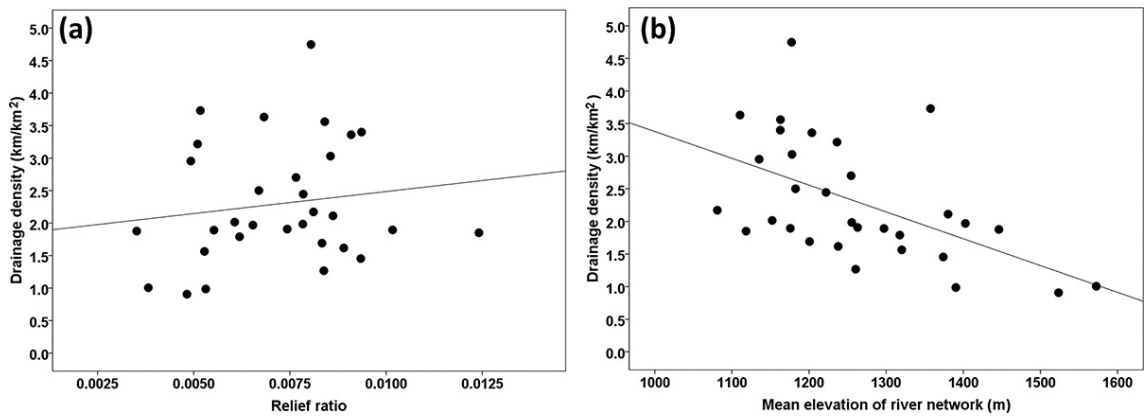 (a)
Drainage density (km/km²)
5.0
4.5
4.0
3.5
3.0
2.5
2.0
1.5
1.0
0.5
0.0
0.0025 0.0050 0.0075 0.0100 0.0125
Relief ratio
(b)
Drainage density (km/km²)
5.0
4.5
4.0
3.5
3.0
2.5
2.0
1.5
1.0
0.5
0.0
1000 1100 1200 1300 1400 1500 1600
Mean elevation of river network (m)